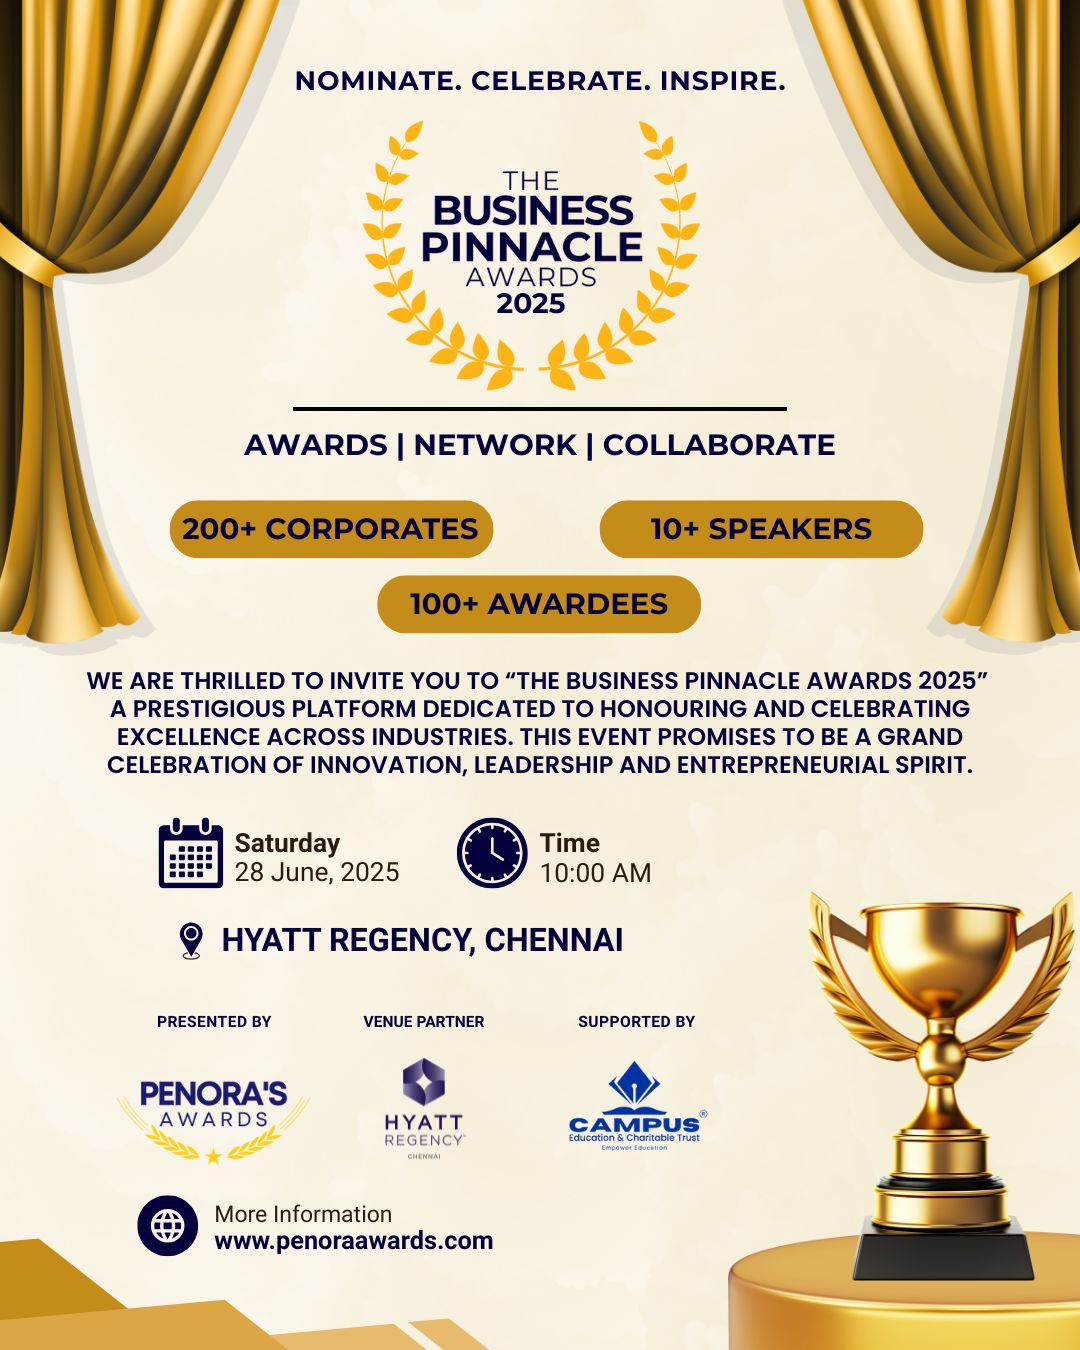 NOMINATE. CELEBRATE. INSPIRE.
THE
BUSINESS
PINNACLE
AWARDS
2025
AWARDS | NETWORK | COLLABORATE
200+ CORPORATES
10+ SPEAKERS
100+ AWARDEES
WE ARE THRILLED TO INVITE YOU TO “THE BUSINESS PINNACLE AWARDS 2025”
A PRESTIGIOUS PLATFORM DEDICATED TO HONOURING AND CELEBRATING
EXCELLENCE ACROSS INDUSTRIES. THIS EVENT PROMISES TO BE A GRAND
CELEBRATION OF INNOVATION, LEADERSHIP AND ENTREPRENEURIAL SPIRIT.
Saturday
28 June, 2025
Time
10:00 AM
HYATT REGENCY, CHENNAI
PRESENTED BY
PENORA'S
AWARDS
VENUE PARTNER
HYATT
REGENCY
CHENNAI
SUPPORTED BY
CAMPUS®
Education & Charitable Trust
Empower Education
More Information
www.penoraawards.com